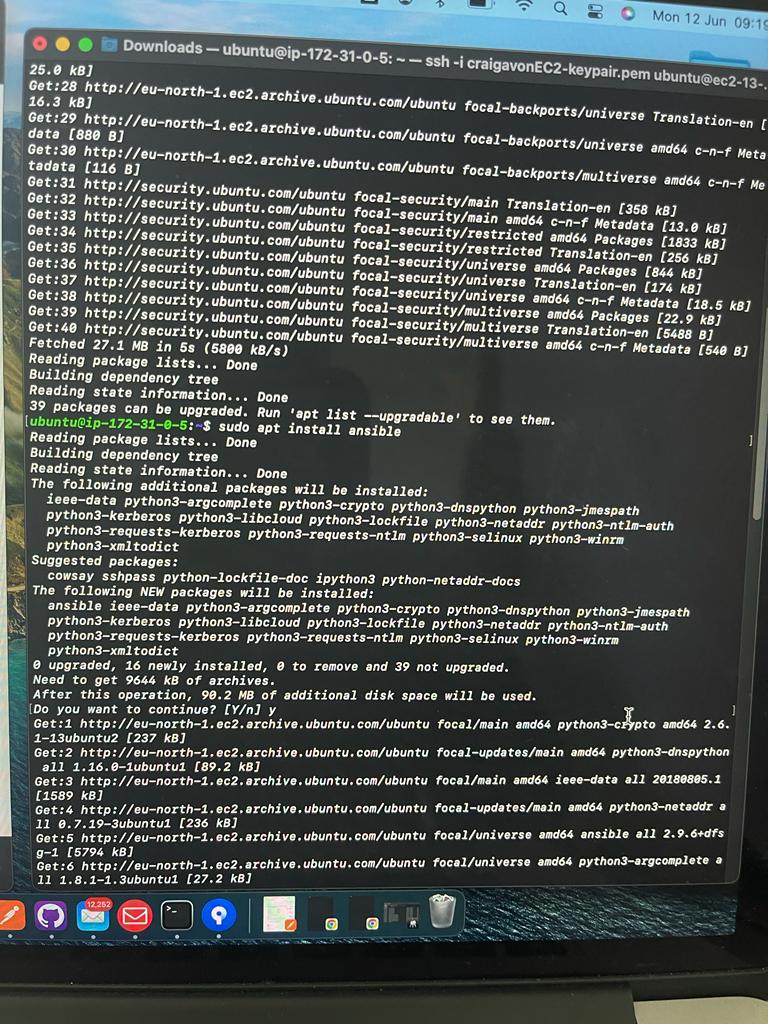 Mon 12 Jun 09:19
Downloads — ubuntu@ip-172-31-0-5: ~ — ssh -i craigavonEC2-keypair.pem ubuntu@ec2-13-..
25.0 kB]
Get:28 http://eu-north-1.ec2.archive.ubuntu.com/ubuntu focal-backports/universe Translation-en [
16.3 kB]
Get:29 http://eu-north-1.ec2.archive.ubuntu.com/ubuntu focal-backports/universe amd64 c-n-f Meta
data [880 B]
Get:30 http://eu-north-1.ec2.archive.ubuntu.com/ubuntu focal-backports/multiverse amd64 c-n-f Me
tadata [116 B]
Get:31 http://security.ubuntu.com/ubuntu focal-security/main Translation-en [358 kB]
Get:32 http://security.ubuntu.com/ubuntu focal-security/main amd64 c-n-f Metadata [13.0 kB]
Get:33 http://security.ubuntu.com/ubuntu focal-security/restricted amd64 Packages [1833 kB]
Get:34 http://security.ubuntu.com/ubuntu focal-security/restricted Translation-en [256 kB]
Get:35 http://security.ubuntu.com/ubuntu focal-security/universe amd64 Packages [844 kB]
Get:36 http://security.ubuntu.com/ubuntu focal-security/universe Translation-en [174 kB]
Get:37 http://security.ubuntu.com/ubuntu focal-security/universe amd64 c-n-f Metadata [18.5 kB]
Get:38 http://security.ubuntu.com/ubuntu focal-security/multiverse amd64 Packages [22.9 kB]
Get:39 http://security.ubuntu.com/ubuntu focal-security/multiverse Translation-en [5488 B]
Get:40 http://security.ubuntu.com/ubuntu focal-security/multiverse amd64 c-n-f Metadata [540 B]
Fetched 27.1 MB in 5s (5800 kB/s)
Reading package lists... Done
Building dependency tree
Reading state information... Done
39 packages can be upgraded. Run 'apt list --upgradable' to see them.
[ubuntu@ip-172-31-0-5:~$ sudo apt install ansible ]
Reading package lists... Done
Building dependency tree
Reading state information... Done
The following additional packages will be installed:
ieee-data python3-argcomplete python3-crypto python3-dnspython python3-jmespath
python3-kerberos python3-libcloud python3-lockfile python3-netaddr python3-ntlm-auth
python3-requests-kerberos python3-requests-ntlm python3-selinux python3-winrm
python3-xmltodict
Suggested packages:
cowsay sshpass python-lockfile-doc ipython3 python-netaddr-docs
The following NEW packages will be installed:
ansible ieee-data python3-argcomplete python3-crypto python3-dnspython python3-jmespath
python3-kerberos python3-libcloud python3-lockfile python3-netaddr python3-ntlm-auth
python3-requests-kerberos python3-requests-ntlm python3-selinux python3-winrm
python3-xmltodict
0 upgraded, 16 newly installed, 0 to remove and 39 not upgraded.
Need to get 9644 kB of archives.
After this operation, 90.2 MB of additional disk space will be used.
[Do you want to continue? [Y/n] y ]
Get:1 http://eu-north-1.ec2.archive.ubuntu.com/ubuntu focal/main amd64 python3-crypto amd64 2.6.
1-13ubuntu2 [237 kB]
Get:2 http://eu-north-1.ec2.archive.ubuntu.com/ubuntu focal-updates/main amd64 python3-dnspython
all 1.16.0-1ubuntu1 [89.2 kB]
Get:3 http://eu-north-1.ec2.archive.ubuntu.com/ubuntu focal/main amd64 ieee-data all 20180805.1
[1589 kB]
Get:4 http://eu-north-1.ec2.archive.ubuntu.com/ubuntu focal-updates/main amd64 python3-netaddr a
ll 0.7.19-3ubuntu1 [236 kB]
Get:5 http://eu-north-1.ec2.archive.ubuntu.com/ubuntu focal/universe amd64 ansible all 2.9.6+dfs
g-1 [5794 kB]
Get:6 http://eu-north-1.ec2.archive.ubuntu.com/ubuntu focal/universe amd64 python3-argcomplete a
ll 1.8.1-1.3ubuntu1 [27.2 kB]
12,252